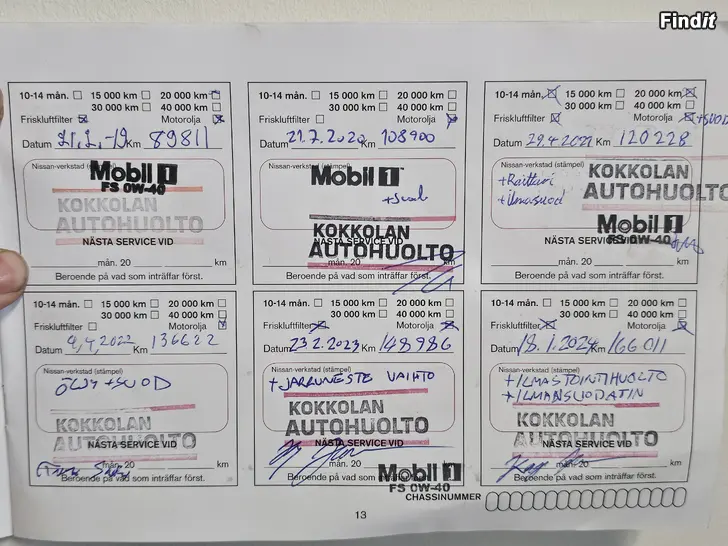 Findit
10-14 mån. 15 000 km 20 000 km
30 000 km 40 000 km
Friskluftfilter Motorolja
Datum 21.2.-19 Km 89811
Nissan-verkstad (stämpel)
Mobil 1
FS 0W-40
KOKKOLAN
AUTOHUOLTO
NÄSTA SERVICE VID
mån. 20 km
Beroende på vad som inträffar först.
10-14 mån. 15 000 km 20 000 km
30 000 km 40 000 km
Friskluftfilter Motorolja
Datum 21.7.2020 Km 108900
Nissan-verkstad (stämpel)
Mobil 1
+Suod
KOKKOLAN
NÄSTA SERVICE VID
AUTOHUOLTO
mån. 20 km
Beroende på vad som inträffar först.
10-14 mån. 15 000 km 20 000 km
30 000 km 40 000 km
Friskluftfilter Motorolja +SUOD
Datum 29.4.2021 Km 120228
Nissan-verkstad (stämpel)
+Raitari
+Ilmasuod
KOKKOLAN
AUTOHUOLTO
Mobil 1
NÄSTA SERVICE VID
FS 0W-40
mån. 20 km
Beroende på vad som inträffar först.
10-14 mån. 15 000 km 20 000 km
30 000 km 40 000 km
Friskluftfilter Motorolja
Datum 4.4.2022 Km 136622
Nissan-verkstad (stämpel)
ÖLJY +SUOD
KOKKOLAN
AUTOHUOLTO
NÄSTA SERVICE VID
mån. 20 km
Beroende på vad som inträffar först.
10-14 mån. 15 000 km 20 000 km
30 000 km 40 000 km
Friskluftfilter Motorolja
Datum 23.2.2023 Km 148986
Nissan-verkstad (stämpel)
+JARRUNESTE VAIHTO
KOKKOLAN
AUTOHUOLTO
NÄSTA SERVICE VID
mån. 20 km
Beroende på vad som inträffar först.
Mobil 1
FS 0W-40
10-14 mån. 15 000 km 20 000 km
30 000 km 40 000 km
Friskluftfilter Motorolja
Datum 18.1.2024 Km 166011
Nissan-verkstad (stämpel)
+ILMASTOINTIHUOLTO
+ILMANSUODATIN
KOKKOLAN
AUTOHUOLTO
NÄSTA SERVICE VID
mån. 20 km
Beroende på vad som inträffar först.
CHASSINUMMER
13